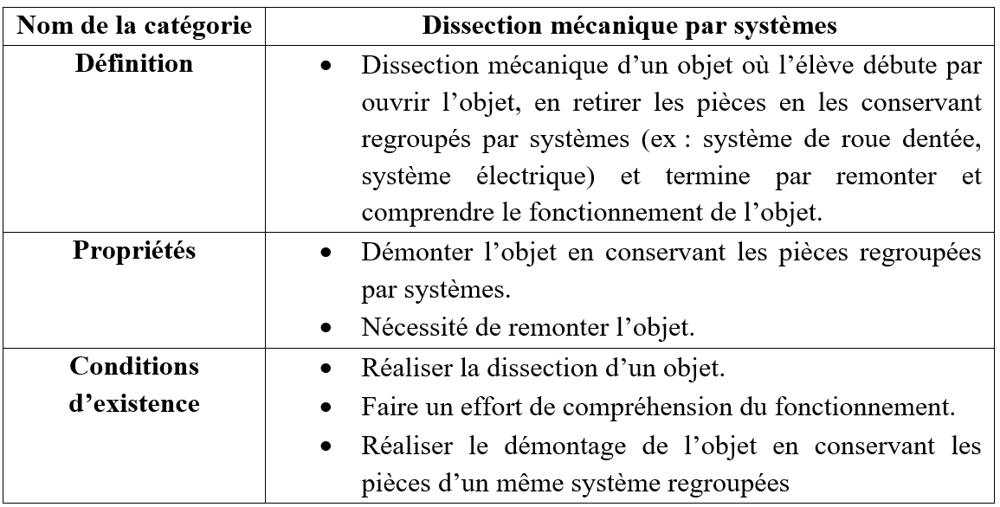 Nom de la catégorie Dissection mécanique par systèmes
Définition • Dissection mécanique d’un objet où l’élève débute par
ouvrir l’objet, en retirer les pièces en les conservant
regroupés par systèmes (ex : système de roue dentée,
système électrique) et termine par remonter et
comprendre le fonctionnement de l’objet.
Propriétés • Démonter l’objet en conservant les pièces regroupées
par systèmes.
• Nécessité de remonter l’objet.
Conditions
d’existence
• Réaliser la dissection d’un objet.
• Faire un effort de compréhension du fonctionnement.
• Réaliser le démontage de l’objet en conservant les
pièces d’un même système regroupées